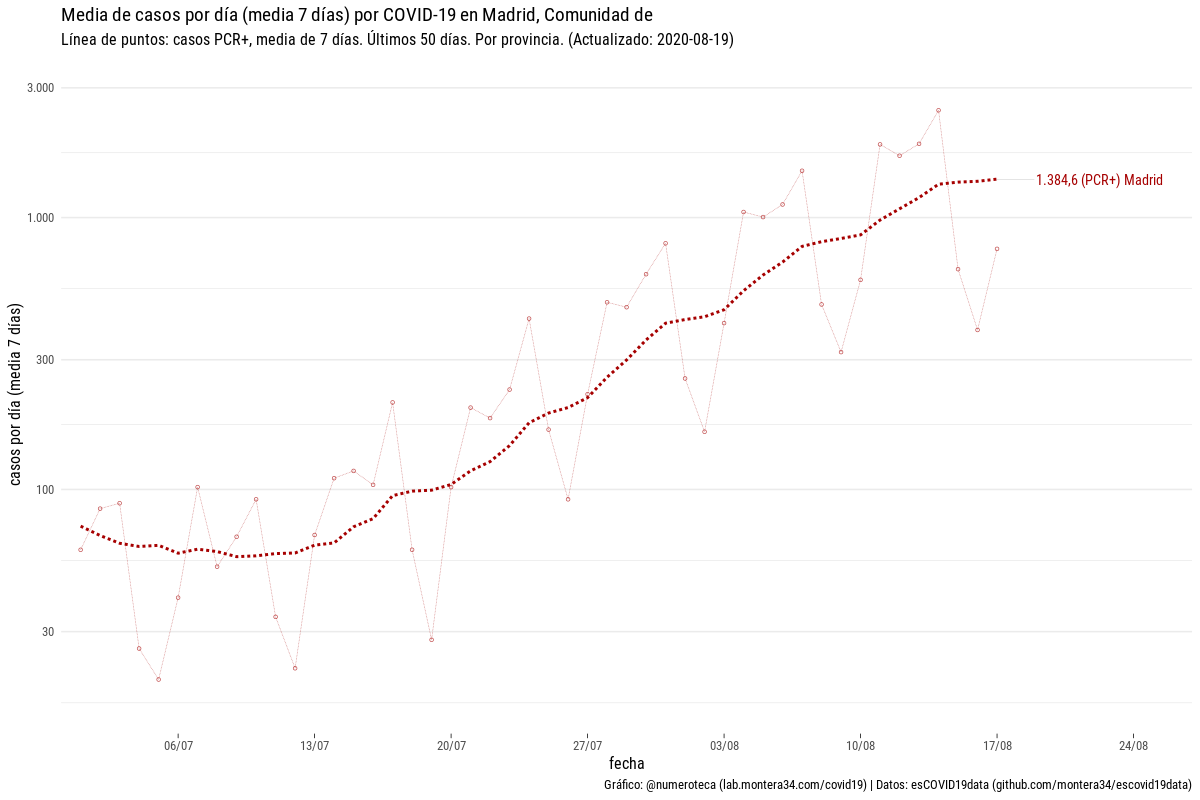 Media de casos por día (media 7 días) por COVID-19 en Madrid, Comunidad de
Línea de puntos: casos PCR+, media de 7 días. Últimos 50 días. Por provincia. (Actualizado: 2020-08-19)
casos por día (media 7 días)
3.000
1.000
300
100
30
1.384,6 (PCR+) Madrid
06/07
13/07
20/07
27/07
03/08
10/08
17/08
24/08
fecha
Gráfico: @numeroteca (lab.montera34.com/covid19) | Datos: esCOVID19data (github.com/montera34/escovid19data)